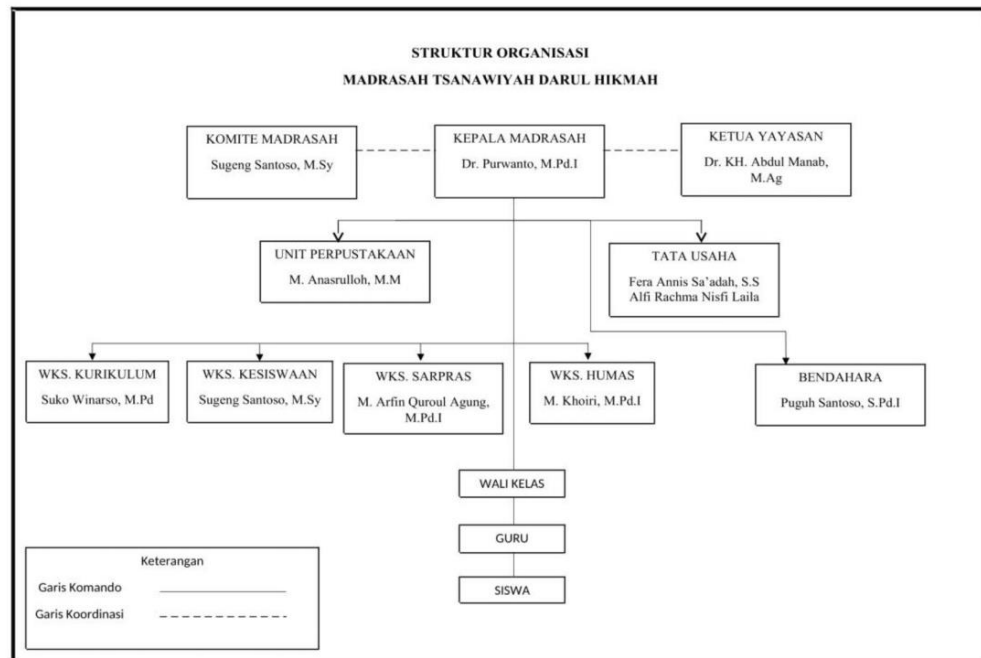 STRUKTUR ORGANISASI
MADRASAH TSANAWIYAH DARUL HIKMAH
KOMITE MADRASAH
Sugeng Santoso, M.Sy
KEPALA MADRASAH
Dr. Purwanto, M.Pd.I
KETUA YAYASAN
Dr. KH. Abdul Manab,
M.Ag
UNIT PERPUSTAKAAN
M. Anasrulloh, M.M
TATA USAHA
Fera Annis Sa’adah, S.S
Alfi Rachma Nisfi Laila
WKS. KURIKULUM
Suko Winarso, M.Pd
WKS. KESISWAAN
Sugeng Santoso, M.Sy
WKS. SARPRAS
M. Arfin Quroul Agung,
M.Pd.I
WKS. HUMAS
M. Khoiri, M.Pd.I
BENDAHARA
Puguh Santoso, S.Pd.I
WALI KELAS
GURU
SISWA
Keterangan
Garis Komando
Garis Koordinasi